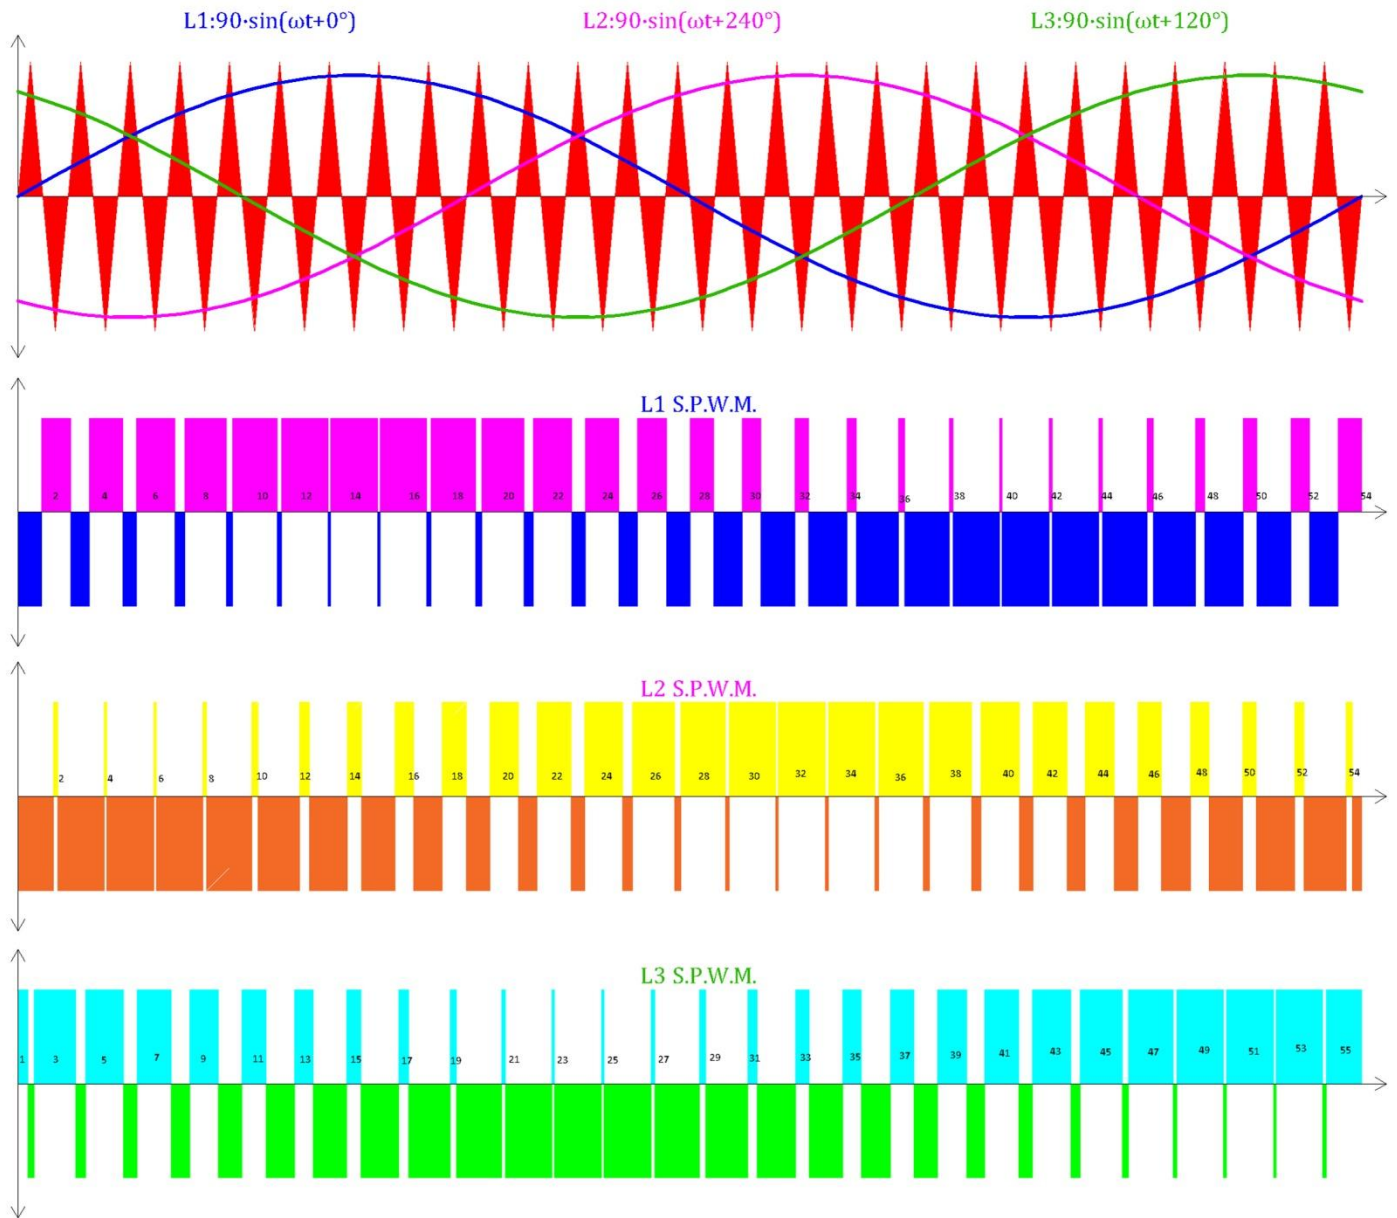 L1:90·sin(ωt+0°) L2:90·sin(ωt+240°) L3:90·sin(ωt+120°)
L1 S.P.W.M.
2 4 6 8 10 12 14 16 18 20 22 24 26 28 30 32 34 36 38 40 42 44 46 48 50 52 54
L2 S.P.W.M.
2 4 6 8 10 12 14 16 18 20 22 24 26 28 30 32 34 36 38 40 42 44 46 48 50 52 54
L3 S.P.W.M.
1 3 5 7 9 11 13 15 17 19 21 23 25 27 29 31 33 35 37 39 41 43 45 47 49 51 53 55